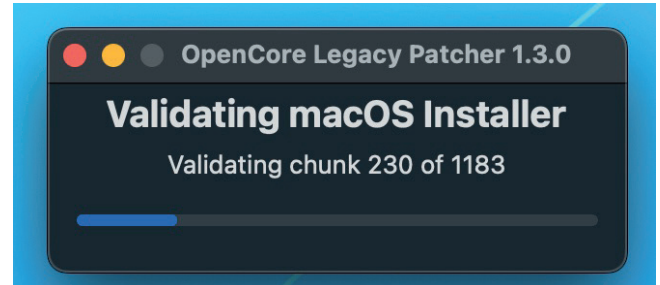 OpenCore Legacy Patcher 1.3.0
Validating macOS Installer
Validating chunk 230 of 1183